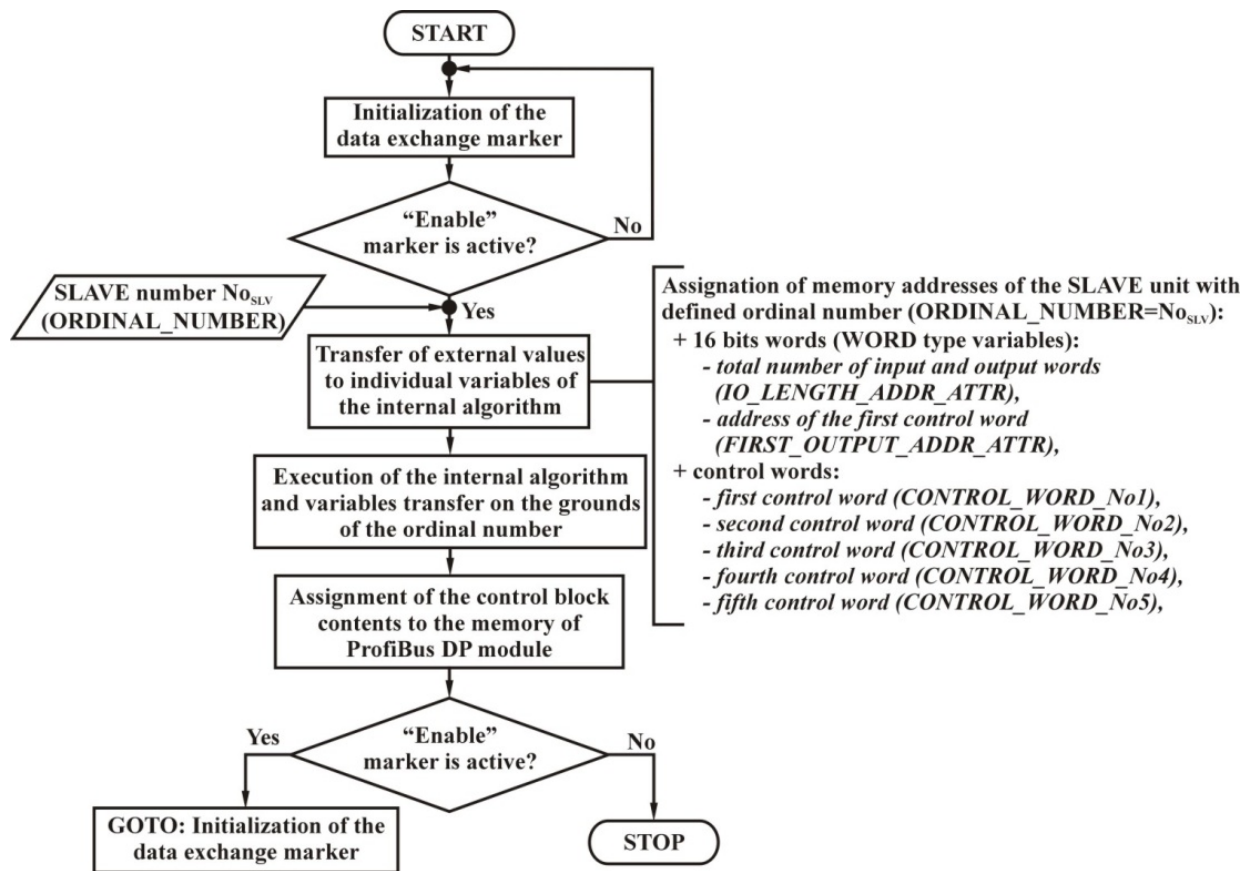 START
Initialization of the
data exchange marker
“Enable”
marker is active?
No
SLAVE number No_SLV
(ORDINAL_NUMBER)
Yes
Transfer of external values
to individual variables of
the internal algorithm
Assignation of memory addresses of the SLAVE unit with
defined ordinal number (ORDINAL_NUMBER=No_SLV):
+ 16 bits words (WORD type variables):
- total number of input and output words
(IO_LENGTH_ADDR_ATTR),
- address of the first control word
(FIRST_OUTPUT_ADDR_ATTR),
+ control words:
- first control word (CONTROL_WORD_No1),
- second control word (CONTROL_WORD_No2),
- third control word (CONTROL_WORD_No3),
- fourth control word (CONTROL_WORD_No4),
- fifth control word (CONTROL_WORD_No5),
Execution of the internal algorithm
and variables transfer on the grounds
of the ordinal number
Assignment of the control block
contents to the memory of
ProfiBus DP module
“Enable”
marker is active?
Yes
No
GOTO: Initialization of the
data exchange marker
STOP